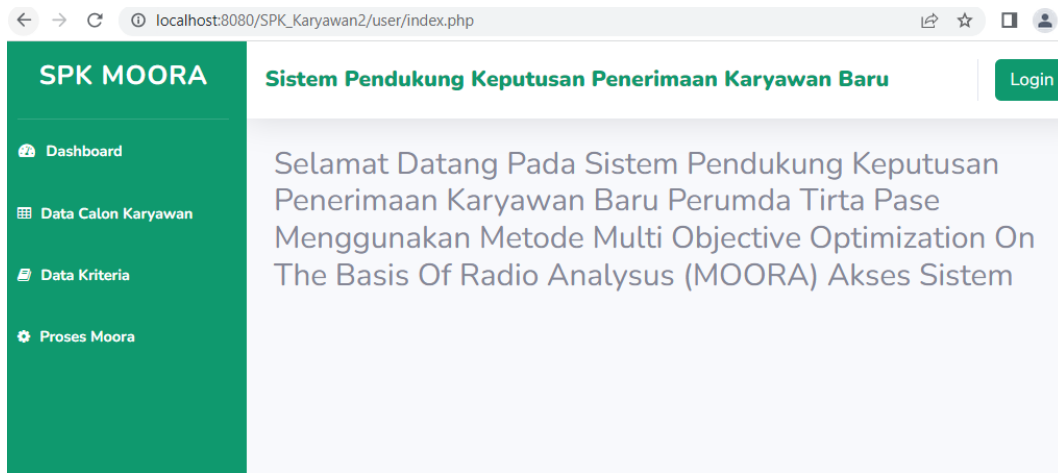 localhost:8080/SPK_Karyawan2/user/index.php
SPK MOORA
Sistem Pendukung Keputusan Penerimaan Karyawan Baru
Login
Dashboard
Data Calon Karyawan
Data Kriteria
Proses Moora
Selamat Datang Pada Sistem Pendukung Keputusan
Penerimaan Karyawan Baru Perumda Tirta Pase
Menggunakan Metode Multi Objective Optimization On
The Basis Of Radio Analysus (MOORA) Akses Sistem